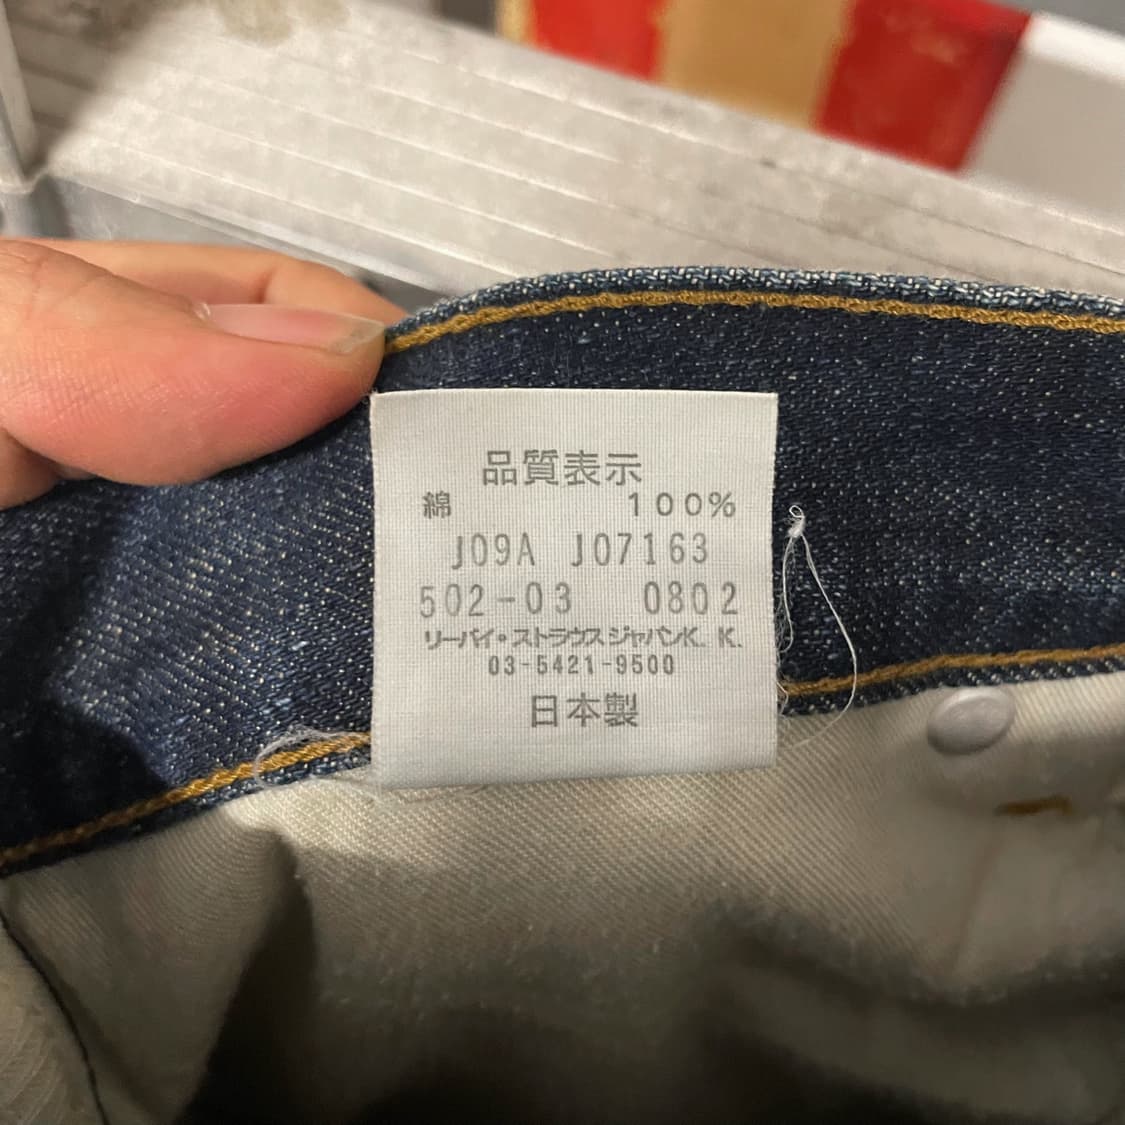 品質表示
綿 100%
J09A J07163
502-03 0802
リーバイ・ストラウスジャパンK. K.
03-5421-9500
日本製